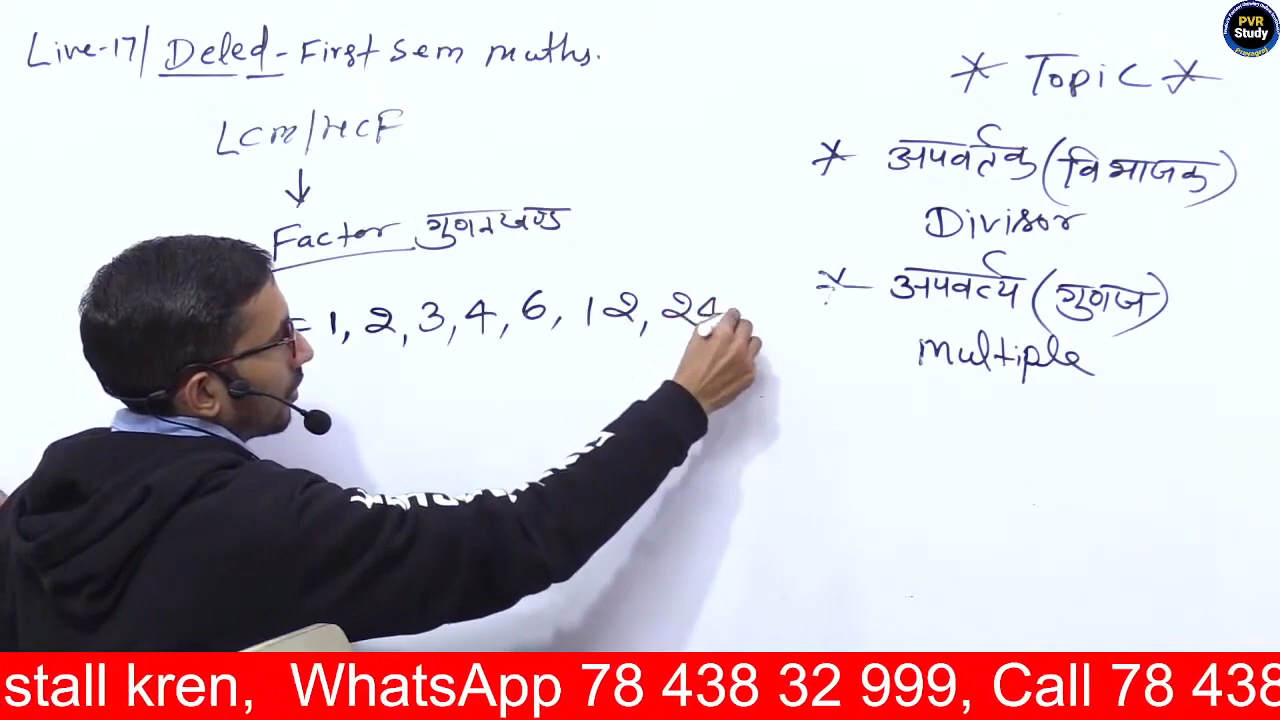 Live-17/ Deled - First Sem maths.
LCM/HCF
Factor गुणनखण्ड
= 1, 2, 3, 4, 6, 12, 24
* Topic *
* अपवर्तक (विभाजक)
Divisor
* अपवर्त्य (गुणज)
multiple
PVR
Study
Prayagraj
stall kren, WhatsApp 78 438 32 999, Call 78 438